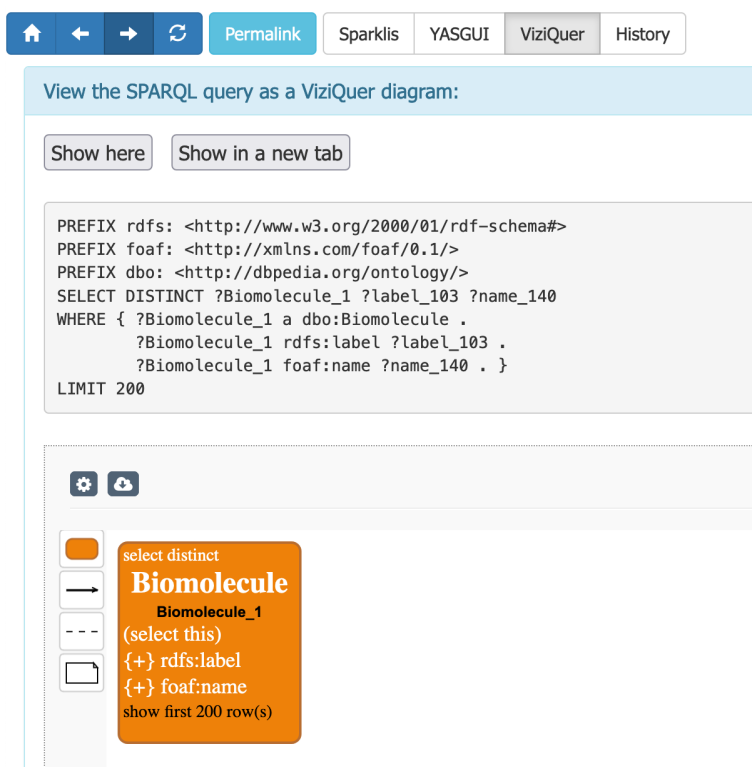 Permalink Sparklis YASGUI ViziQuer History
View the SPARQL query as a ViziQuer diagram:
Show here Show in a new tab
PREFIX rdfs: <http://www.w3.org/2000/01/rdf-schema#>
PREFIX foaf: <http://xmlns.com/foaf/0.1/>
PREFIX dbo: <http://dbpedia.org/ontology/>
SELECT DISTINCT ?Biomolecule_1 ?label_103 ?name_140
WHERE { ?Biomolecule_1 a dbo:Biomolecule .
?Biomolecule_1 rdfs:label ?label_103 .
?Biomolecule_1 foaf:name ?name_140 . }
LIMIT 200
select distinct
Biomolecule
Biomolecule_1
(select this)
{+} rdfs:label
{+} foaf:name
show first 200 row(s)